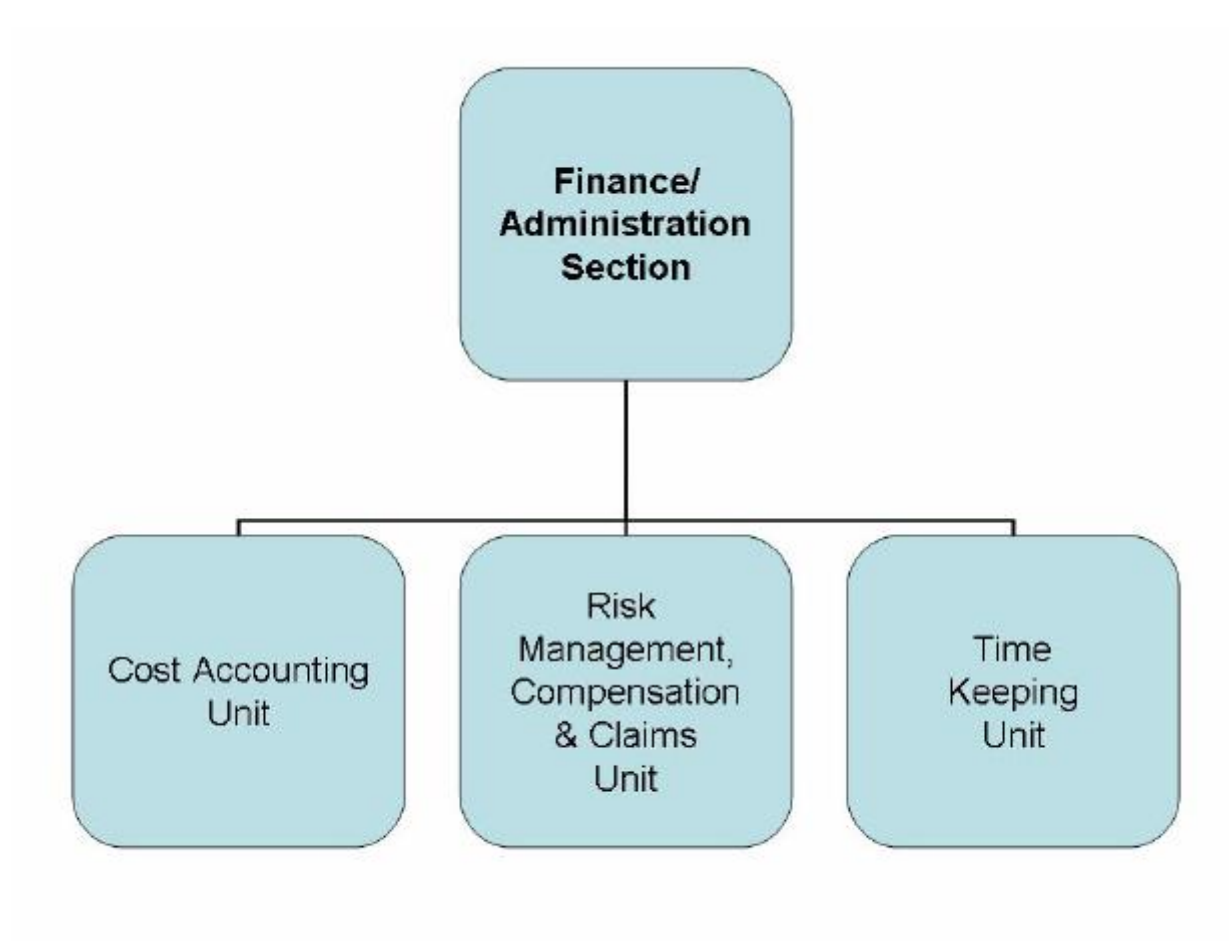 Finance/
Administration
Section
Cost Accounting
Unit
Risk
Management,
Compensation
& Claims
Unit
Time
Keeping
Unit